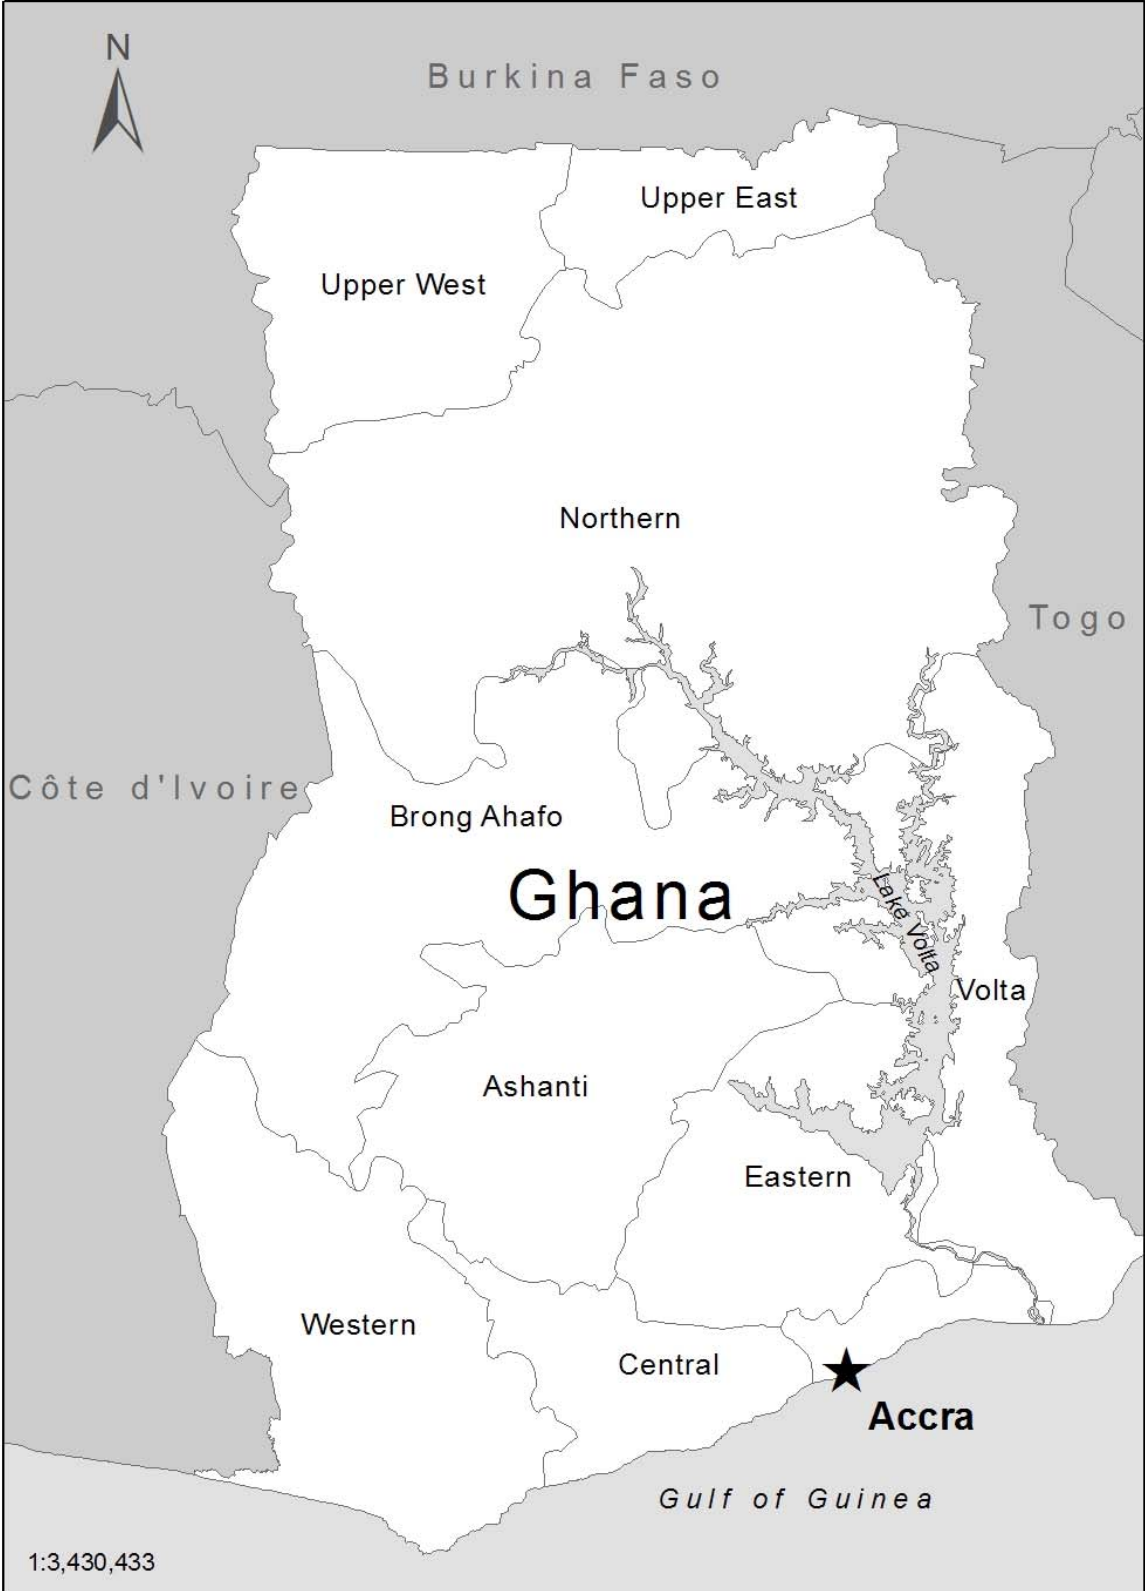 N
Burkina Faso
Upper East
Upper West
Northern
Togo
Côte d'Ivoire
Brong Ahafo
Ghana
Lake Volta
Volta
Ashanti
Eastern
Western
Central
Accra
Gulf of Guinea
1:3,430,433